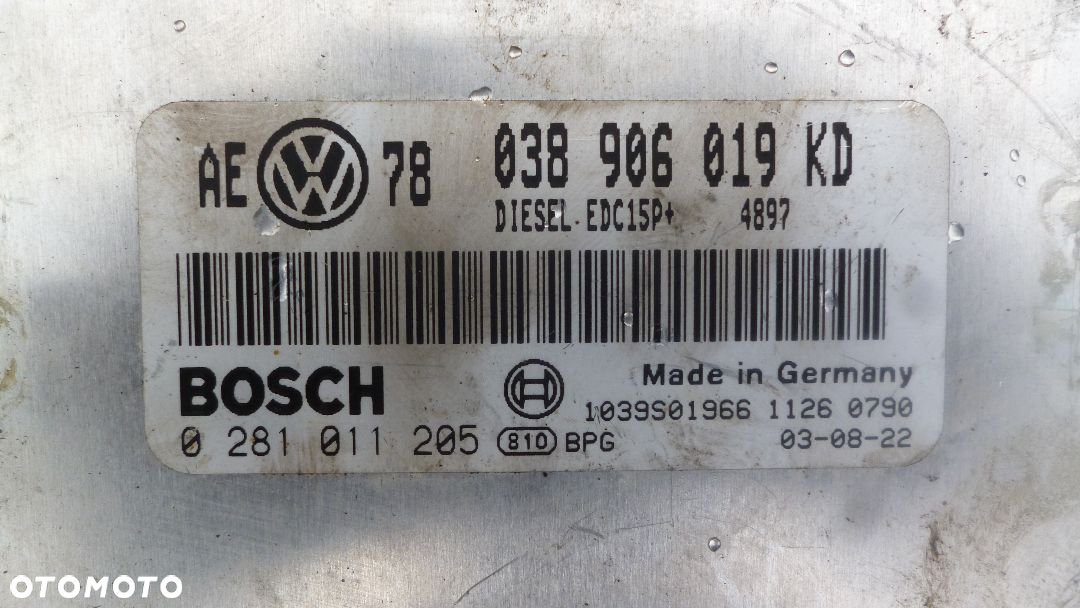 AE VW 78 038 906 019 KD
DIESEL EDC15P+ 4897
BOSCH
Made in Germany
1039S01966 1126 0790
0 281 011 205 810 BPG 03-08-22
OTOMOTO